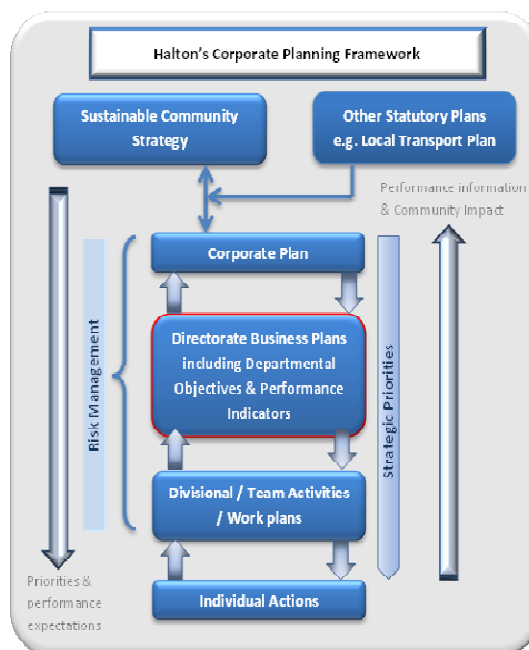 Halton's Corporate Planning Framework
Sustainable Community
Strategy
Other Statutory Plans
e.g. Local Transport Plan
Performance information
& Community Impact
Corporate Plan
Directorate Business Plans
including Departmental
Objectives & Performance
Indicators
Risk Management
Strategic Priorities
Divisional / Team Activities
/ Work plans
Priorities &
performance
expectations
Individual Actions